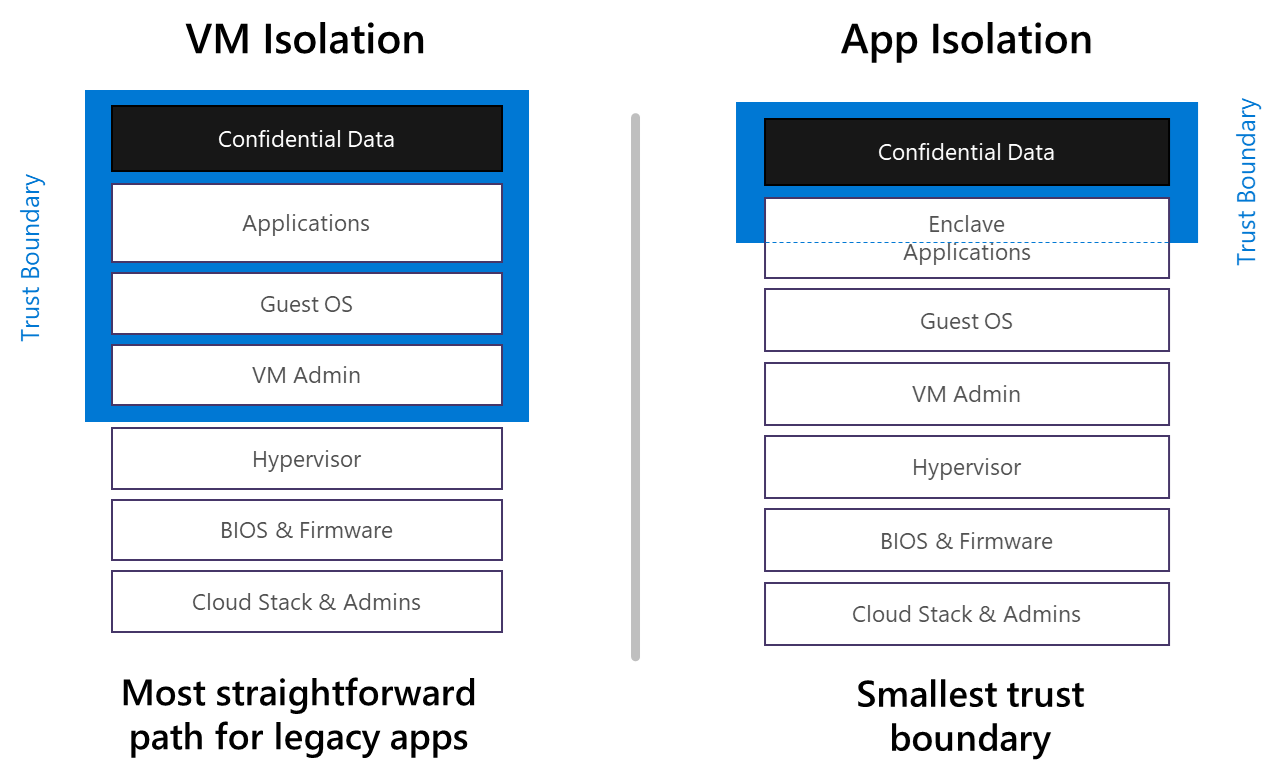 VM Isolation
Trust Boundary
Confidential Data
Applications
Guest OS
VM Admin
Hypervisor
BIOS & Firmware
Cloud Stack & Admins
Most straightforward
path for legacy apps
App Isolation
Trust Boundary
Confidential Data
Enclave
Applications
Guest OS
VM Admin
Hypervisor
BIOS & Firmware
Cloud Stack & Admins
Smallest trust
boundary